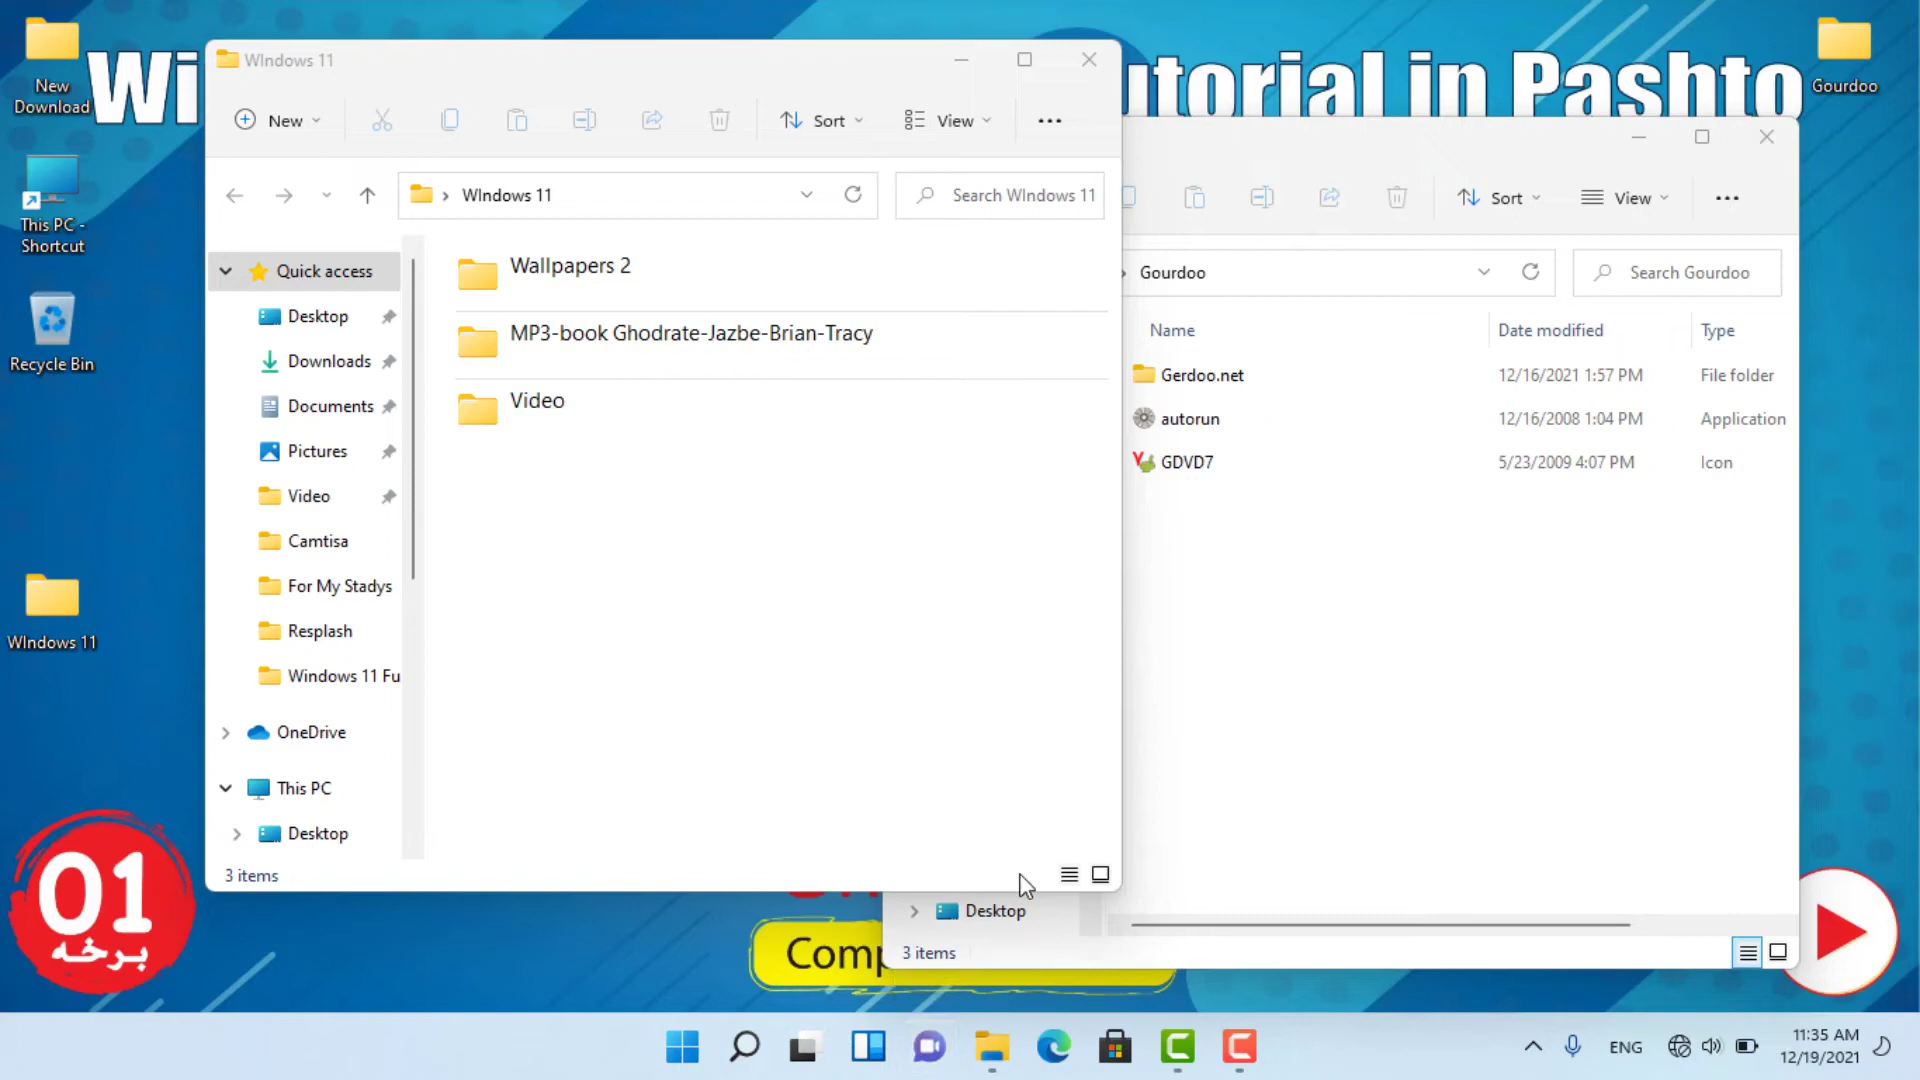 New
Download
This PC -
Shortcut
Recycle Bin
WIndows 11
Gourdoo
Wi
utorial in Pashto
WIndows 11
New
Sort
View
WIndows 11
Search WIndows 11
Quick access
Desktop
Downloads
Documents
Pictures
Video
Camtisa
For My Stadys
Resplash
Windows 11 Fu
OneDrive
This PC
Desktop
Wallpapers 2
MP3-book Ghodrate-Jazbe-Brian-Tracy
Video
3 items
Sort
View
Gourdoo
Search Gourdoo
Name
Date modified
Type
Gerdoo.net
12/16/2021 1:57 PM
File folder
autorun
12/16/2008 1:04 PM
Application
GDVD7
5/23/2009 4:07 PM
Icon
Desktop
3 items
01
برخه
Comp
ENG
11:35 AM
12/19/2021